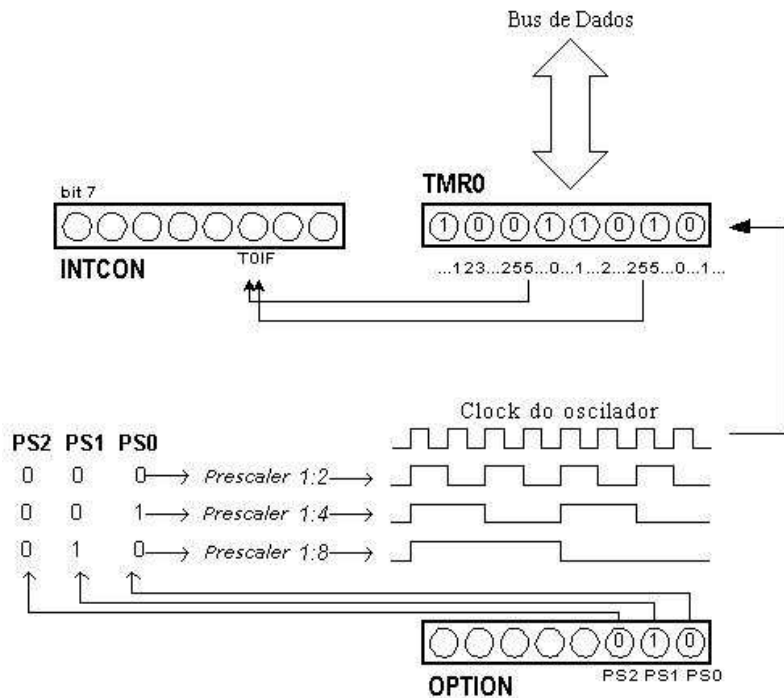 Bus de Dados
bit 7
TMR0
1 0 0 1 1 0 1 0
T0IF
INTCON
...123...255...0...1...2...255...0...1...
Clock do oscilador
PS2 PS1 PS0
0 0 0 Prescaler 1:2
0 0 1 Prescaler 1:4
0 1 0 Prescaler 1:8
0 1 0
PS2 PS1 PS0
OPTION